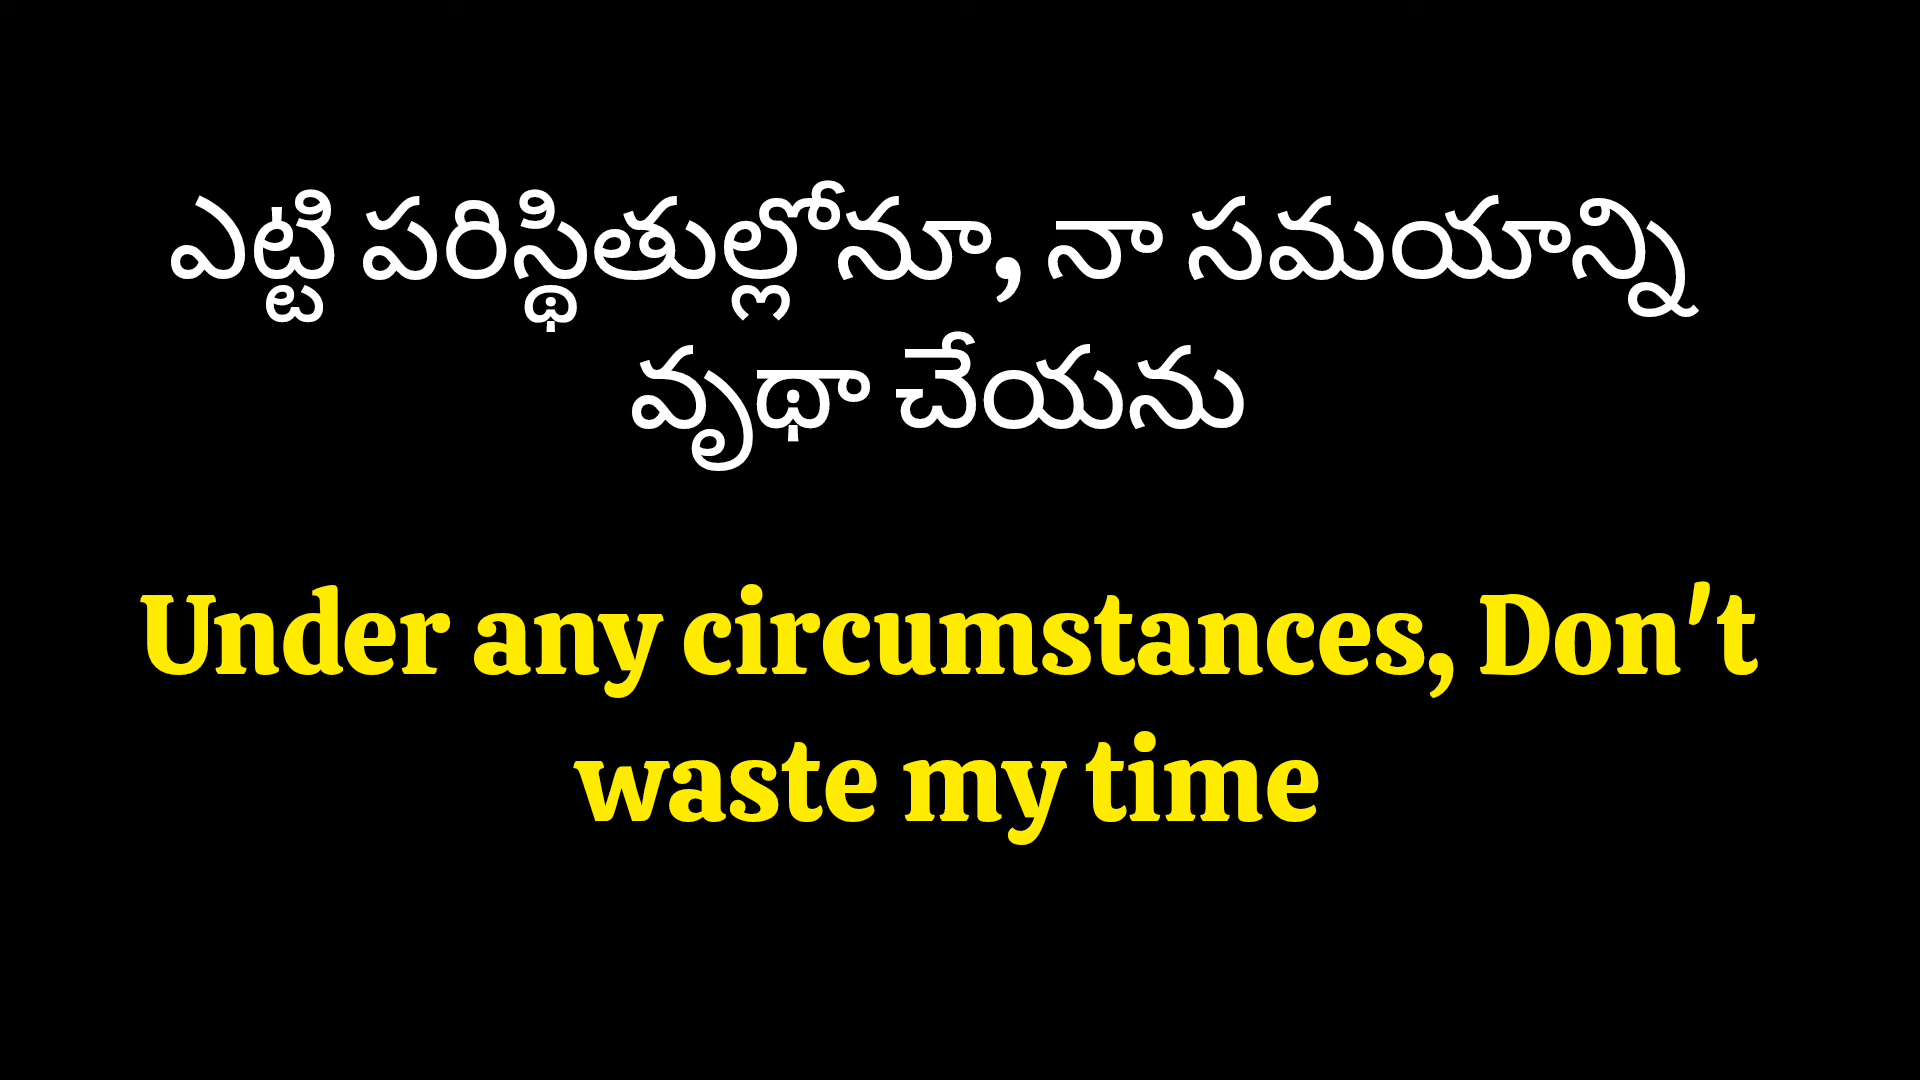 ఎట్టి పరిస్థితుల్లోనూ, నా సమయాన్ని
వృథా చేయను
Under any circumstances, Don't
waste my time